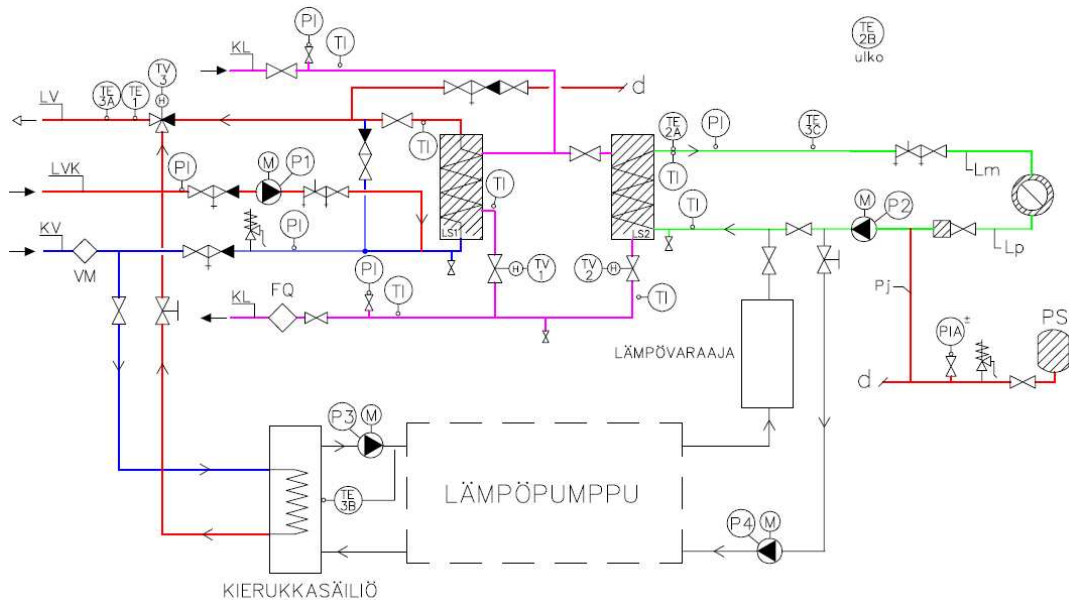 PI
TE
2B
ulko
KL
TI
TV
3
H
d
TE
3A
TE
1
LV
TE
2A
PI
TE
3C
TI
TI
LVK
PI
M
P1
TI
TI
Lm
M
P2
KV
PI
LS1
LS2
Lp
VM
TV
1
H
TV
2
H
PI
TI
TI
KL
FQ
Pj
PIA
±
PS
LÄMPÖVARAAJA
d
P3
M
TE
3B
LÄMPÖPUMPPU
P4
M
KIERUKKASÄILIÖ